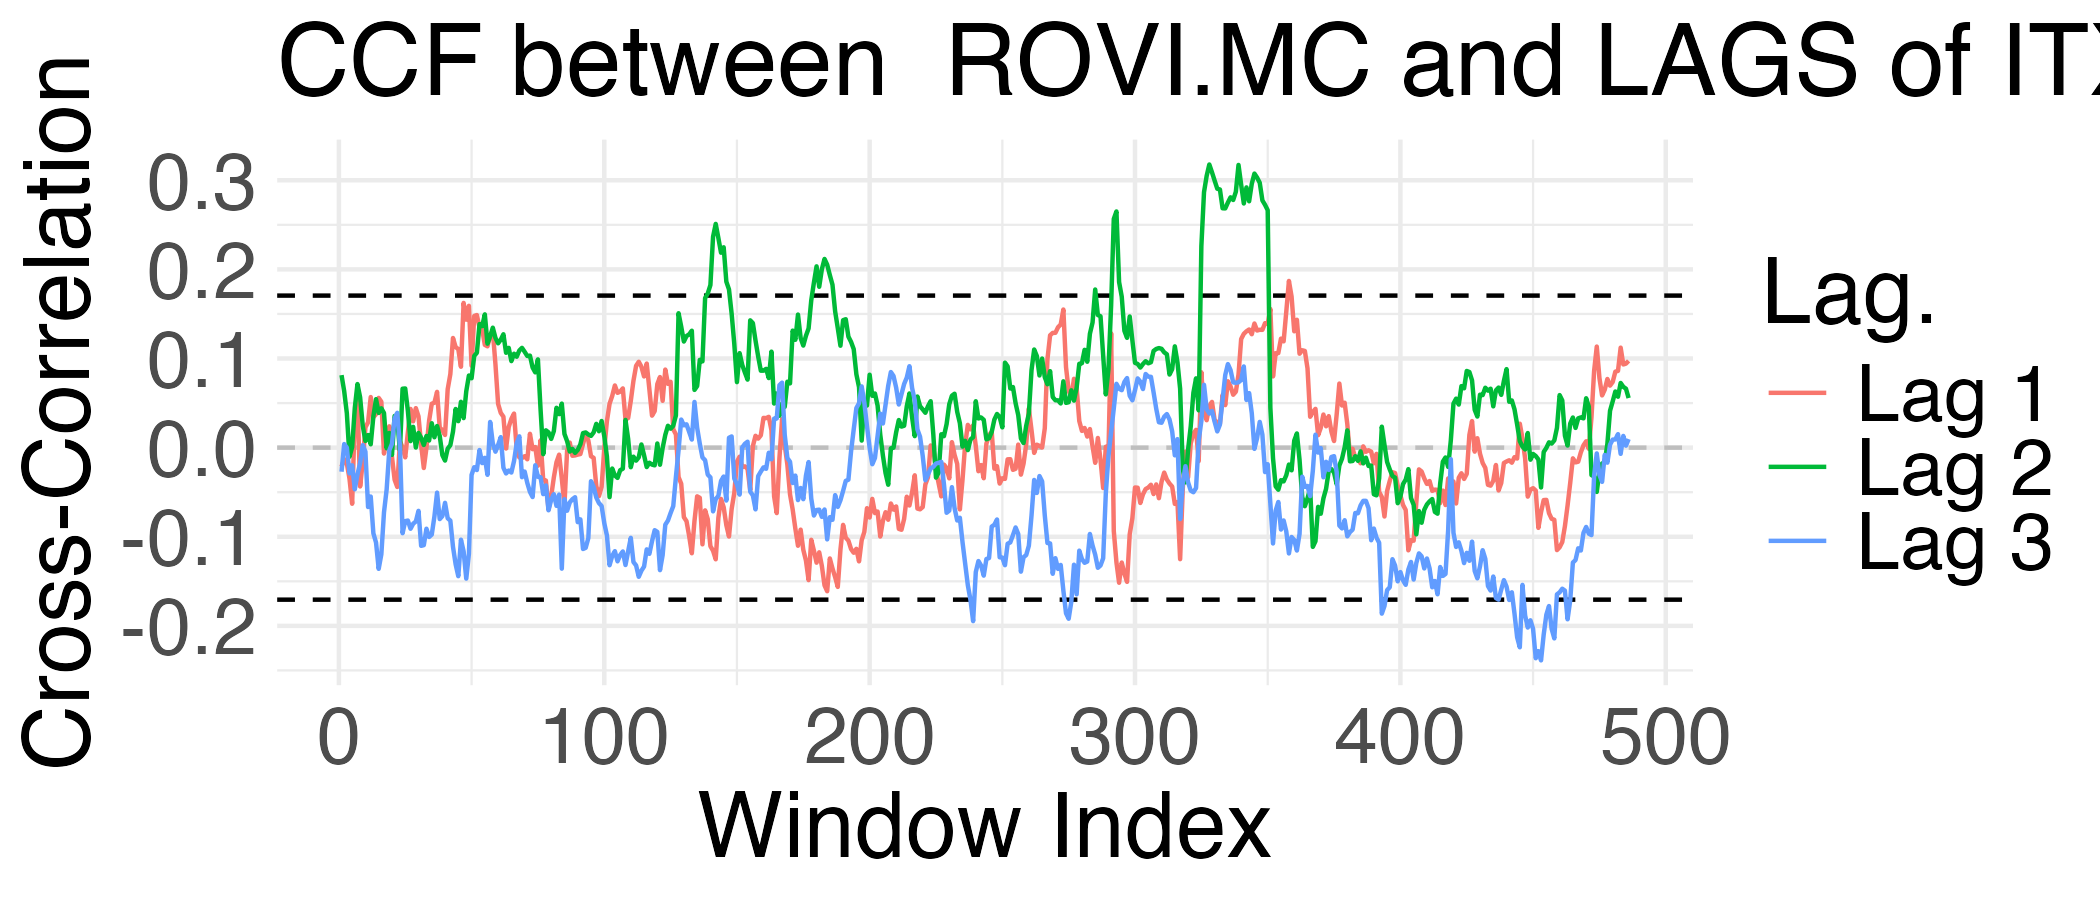 CCF between ROVI.MC and LAGS of IT
Cross-Correlation
0.3
0.2
0.1
0.0
-0.1
-0.2
0 100 200 300 400 500
Window Index
Lag.
Lag 1
Lag 2
Lag 3